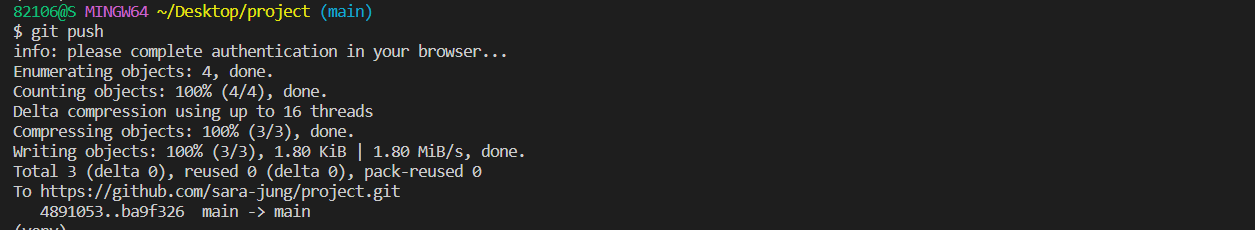 82106@S MINGW64 ~/Desktop/project (main)
$ git push
info: please complete authentication in your browser...
Enumerating objects: 4, done.
Counting objects: 100% (4/4), done.
Delta compression using up to 16 threads
Compressing objects: 100% (3/3), done.
Writing objects: 100% (3/3), 1.80 KiB | 1.80 MiB/s, done.
Total 3 (delta 0), reused 0 (delta 0), pack-reused 0
To https://github.com/sara-jung/project.git
   4891053..ba9f326  main -> main